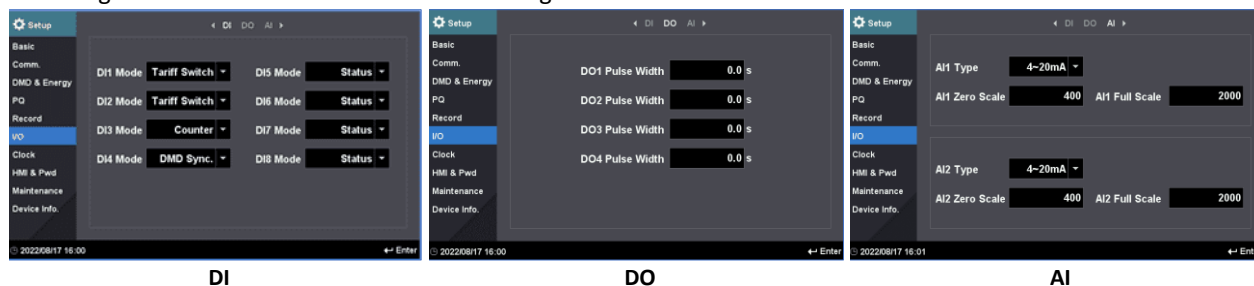 Setup
DI DO AI
Basic
Comm.
DMD & Energy
PQ
Record
I/O
Clock
HMI & Pwd
Maintenance
Device Info.
DI1 Mode Tariff Switch DI5 Mode Status
DI2 Mode Tariff Switch DI6 Mode Status
DI3 Mode Counter DI7 Mode Status
DI4 Mode DMD Sync. DI8 Mode Status
2022/08/17 16:00 Enter
DI
Setup
DI DO AI
Basic
Comm.
DMD & Energy
PQ
Record
I/O
Clock
HMI & Pwd
Maintenance
Device Info.
DO1 Pulse Width 0.0 s
DO2 Pulse Width 0.0 s
DO3 Pulse Width 0.0 s
DO4 Pulse Width 0.0 s
2022/08/17 16:00 Enter
DO
Setup
DI DO AI
Basic
Comm.
DMD & Energy
PQ
Record
I/O
Clock
HMI & Pwd
Maintenance
Device Info.
AI1 Type 4~20mA
AI1 Zero Scale 400 AI1 Full Scale 2000
AI2 Type 4~20mA
AI2 Zero Scale 400 AI2 Full Scale 2000
2022/08/17 16:01 Ent
AI